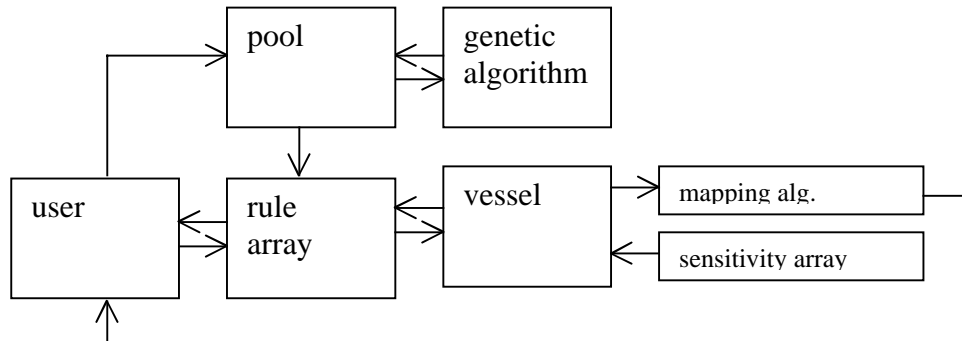 pool
genetic
algorithm
user
rule
array
vessel
mapping alg.
sensitivity array